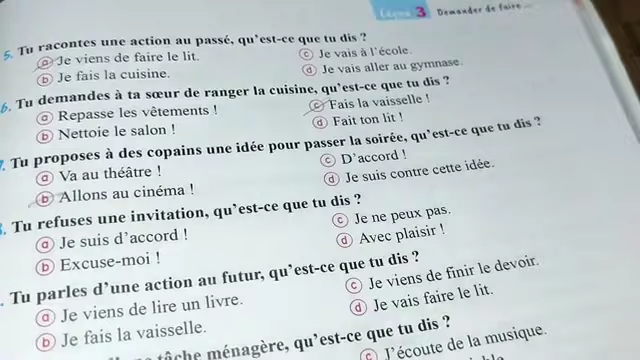 Leçon 3 Demander de faire ...
5. Tu racontes une action au passé, qu'est-ce que tu dis ?
a Je viens de faire le lit.
c Je vais à l'école.
b Je fais la cuisine.
d Je vais aller au gymnase.
6. Tu demandes à ta sœur de ranger la cuisine, qu'est-ce que tu dis ?
a Repasse les vêtements !
c Fais la vaisselle !
b Nettoie le salon !
d Fait ton lit !
7. Tu proposes à des copains une idée pour passer la soirée, qu'est-ce que tu dis ?
a Va au théâtre !
c D'accord !
b Allons au cinéma !
d Je suis contre cette idée.
. Tu refuses une invitation, qu'est-ce que tu dis ?
a Je suis d'accord !
c Je ne peux pas.
b Excuse-moi !
d Avec plaisir !
. Tu parles d'une action au futur, qu'est-ce que tu dis ?
a Je viens de lire un livre.
c Je viens de finir le devoir.
b Je fais la vaisselle.
d Je vais faire le lit.
tâche ménagère, qu'est-ce que tu dis ?
c J'écoute de la musique.